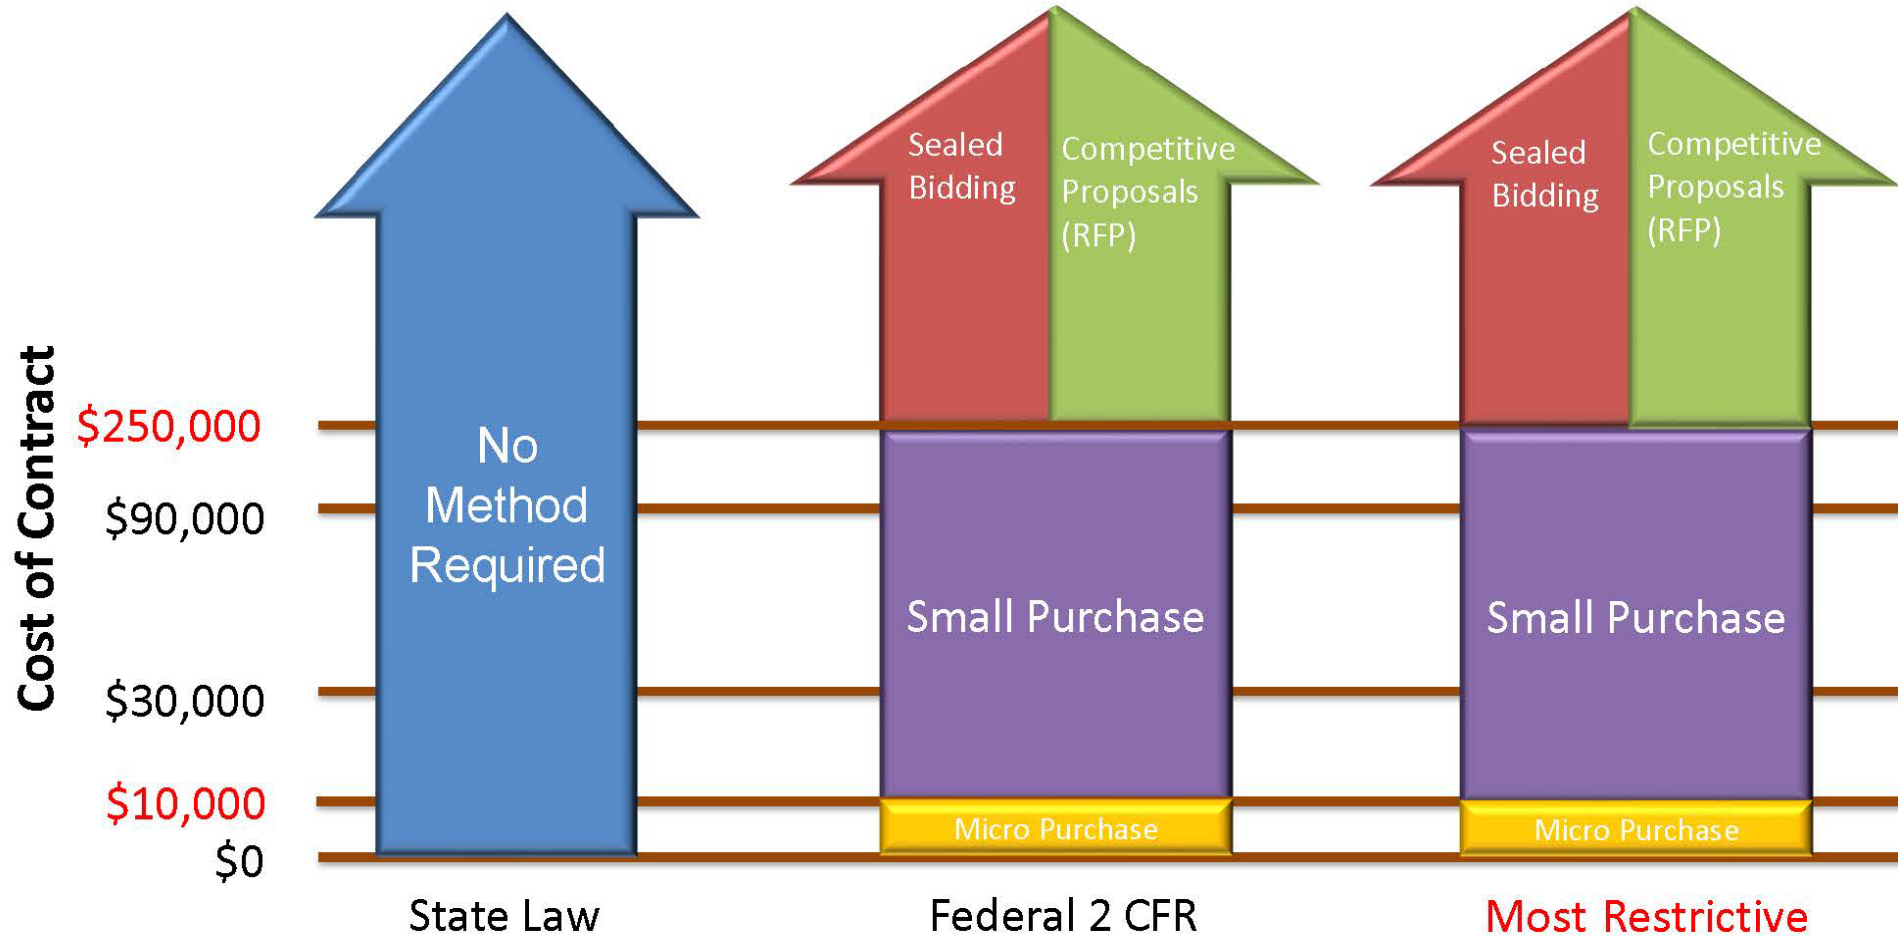 Cost of Contract
$250,000
$90,000
$30,000
$10,000
$0
No
Method
Required
State Law
Sealed
Bidding
Competitive
Proposals
(RFP)
Small Purchase
Micro Purchase
Federal 2 CFR
Sealed
Bidding
Competitive
Proposals
(RFP)
Small Purchase
Micro Purchase
Most Restrictive